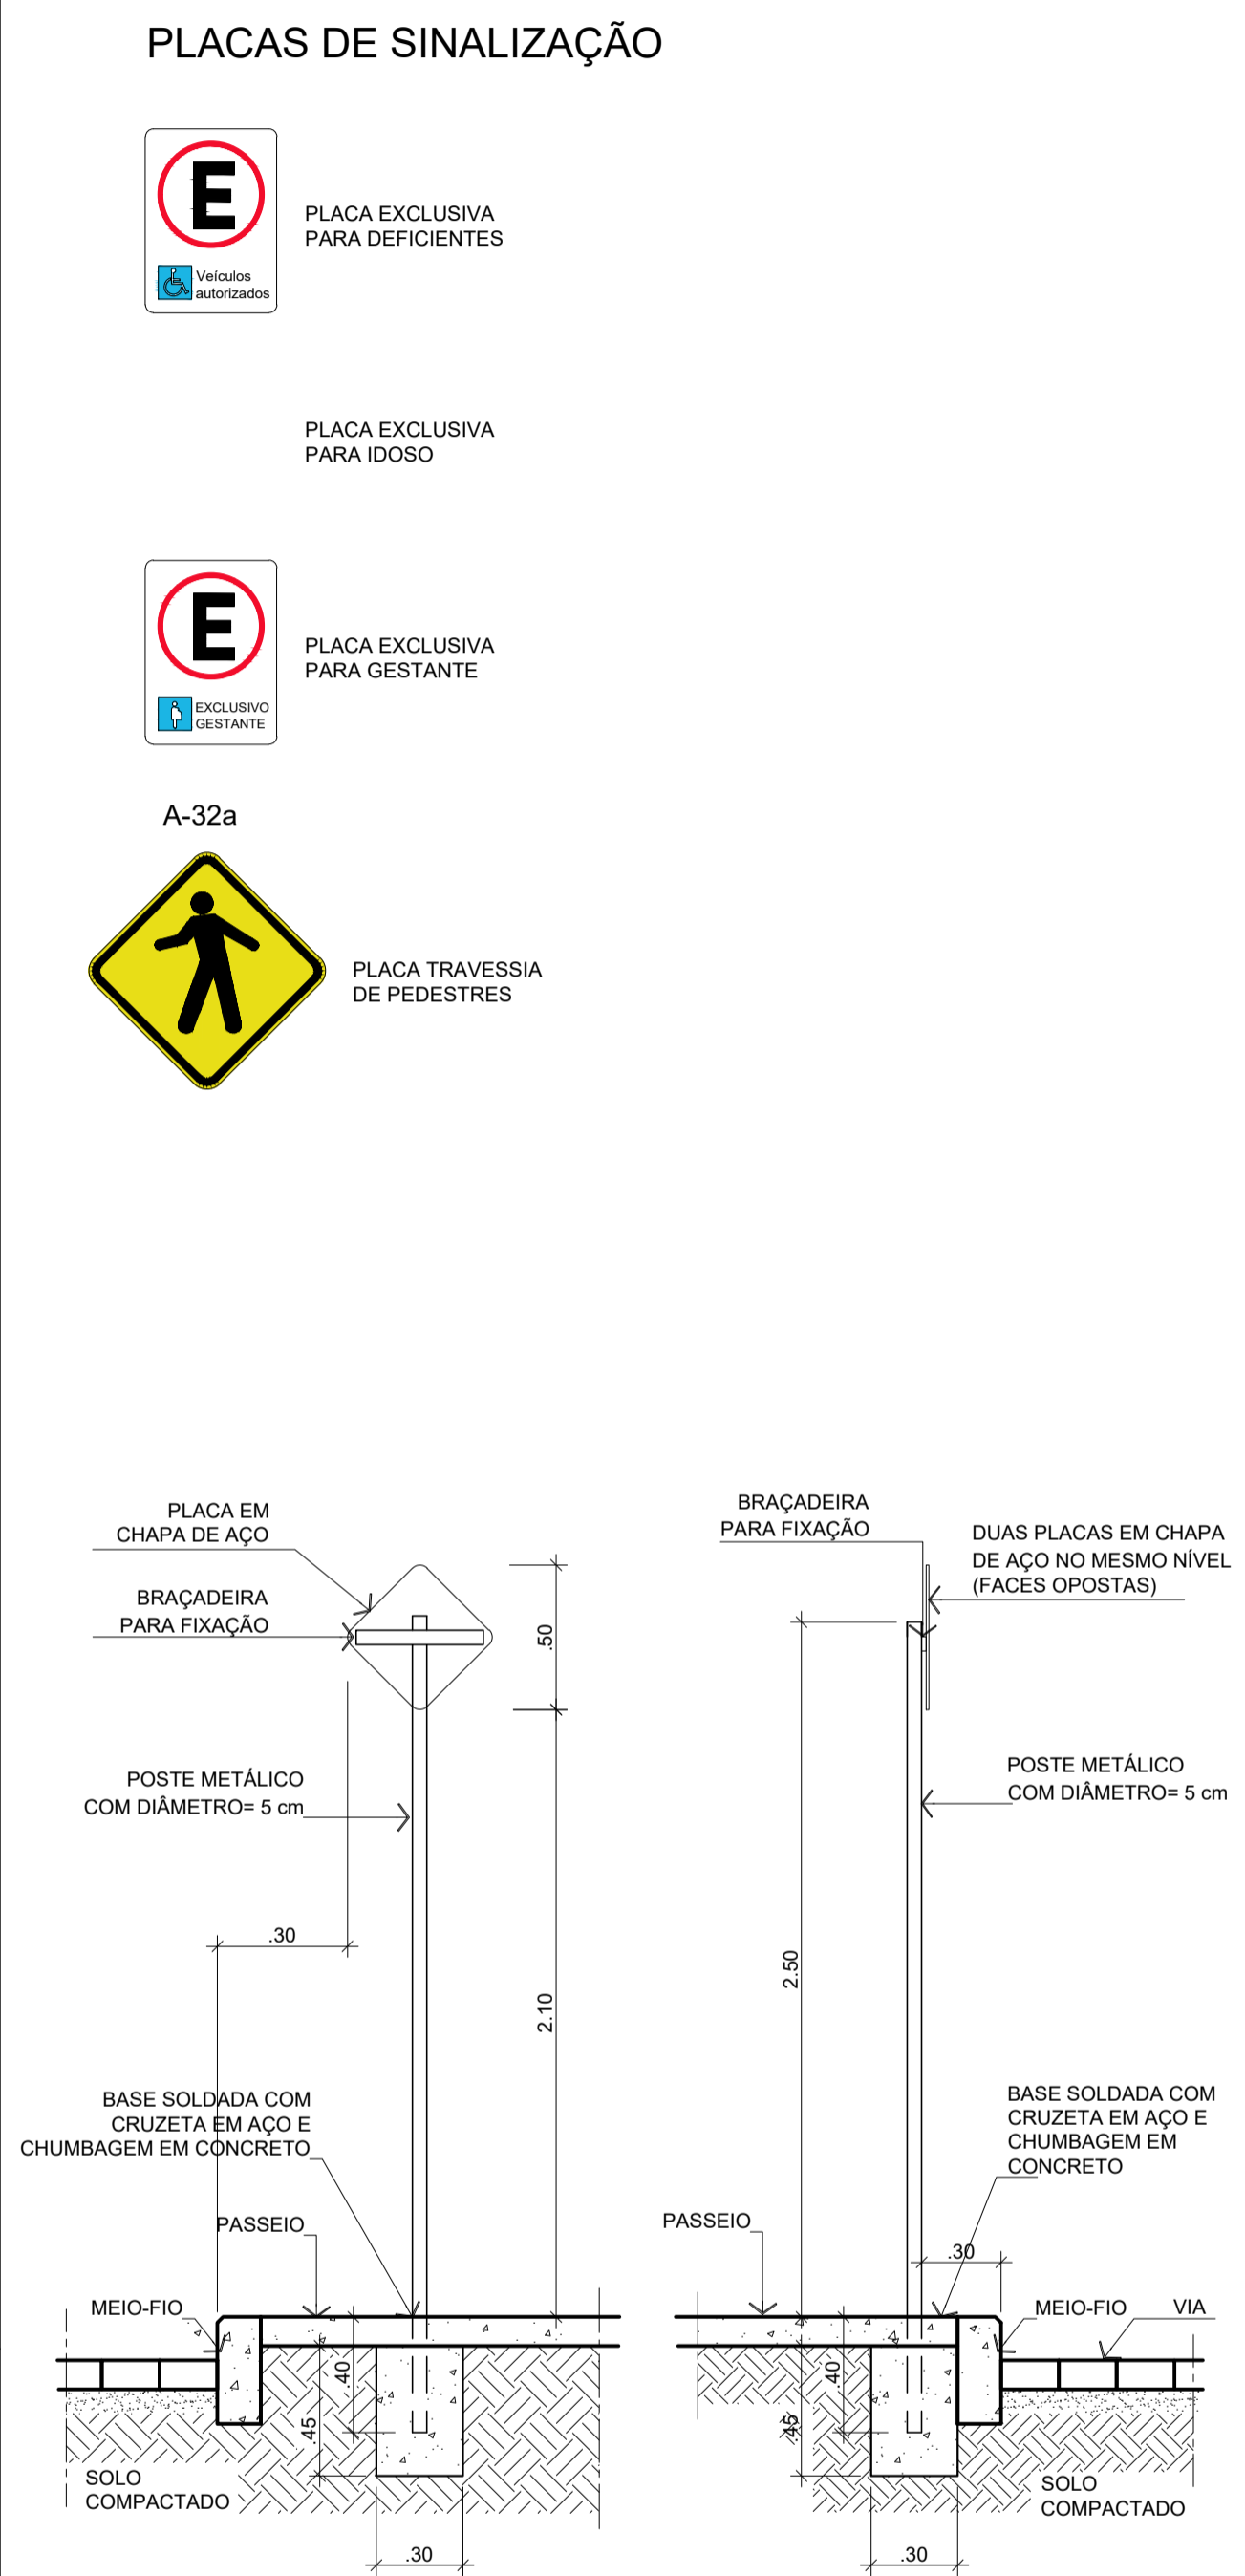 PLACAS DE SINALIZAÇÃO
E
Veículos
autorizados
PLACA EXCLUSIVA
PARA DEFICIENTES
PLACA EXCLUSIVA
PARA IDOSO
E
EXCLUSIVO
GESTANTE
PLACA EXCLUSIVA
PARA GESTANTE
A-32a
PLACA TRAVESSIA
DE PEDESTRES
PLACA EM
CHAPA DE AÇO
BRAÇADEIRA
PARA FIXAÇÃO
.50
POSTE METÁLICO
COM DIÂMETRO= 5 cm
.30
2.10
BASE SOLDADA COM
CRUZETA EM AÇO E
CHUMBAGEM EM CONCRETO
PASSEIO
MEIO-FIO
.40
.45
SOLO
COMPACTADO
.30
BRAÇADEIRA
PARA FIXAÇÃO
DUAS PLACAS EM CHAPA
DE AÇO NO MESMO NÍVEL
(FACES OPOSTAS)
POSTE METÁLICO
COM DIÂMETRO= 5 cm
2.50
BASE SOLDADA COM
CRUZETA EM AÇO E
CHUMBAGEM EM
CONCRETO
PASSEIO
.30
MEIO-FIO
VIA
.40
.45
SOLO
COMPACTADO
.30